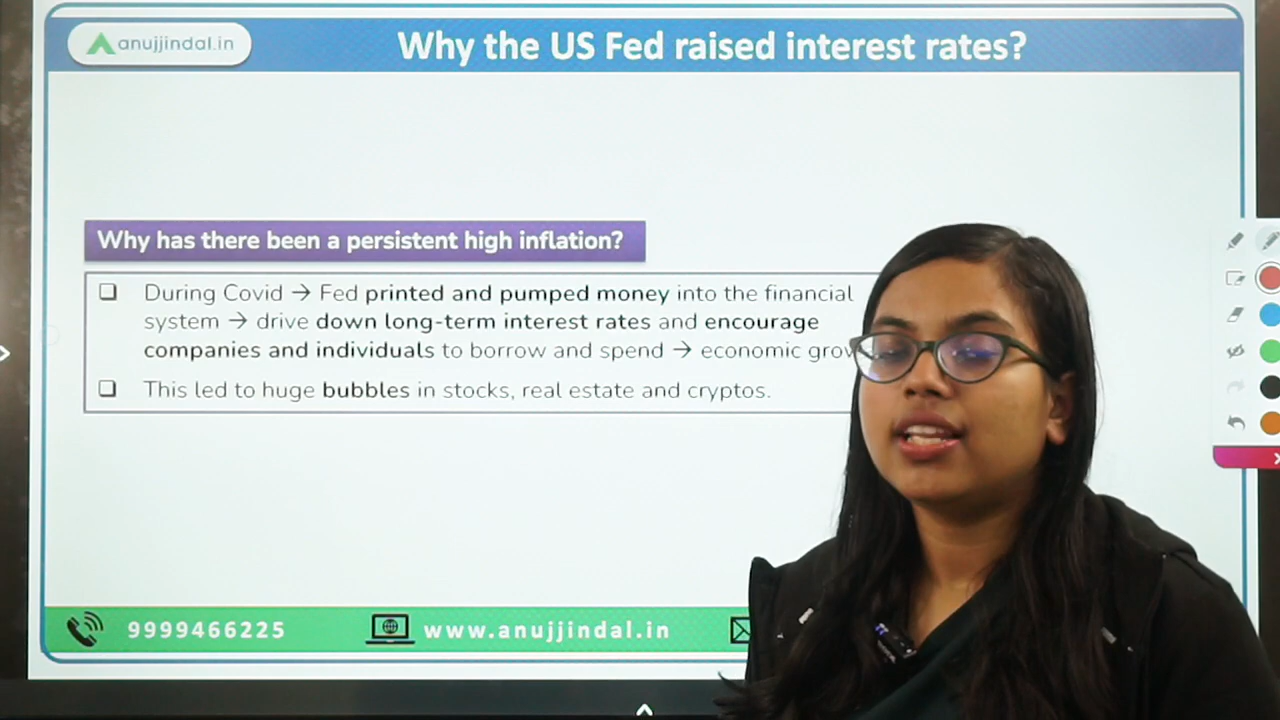 anujjindal.in
Why the US Fed raised interest rates?
Why has there been a persistent high inflation?
During Covid → Fed printed and pumped money into the financial
system → drive down long-term interest rates and encourage
companies and individuals to borrow and spend → economic
This led to huge bubbles in stocks, real estate and cryptos.
9999466225
www.anujjindal.in